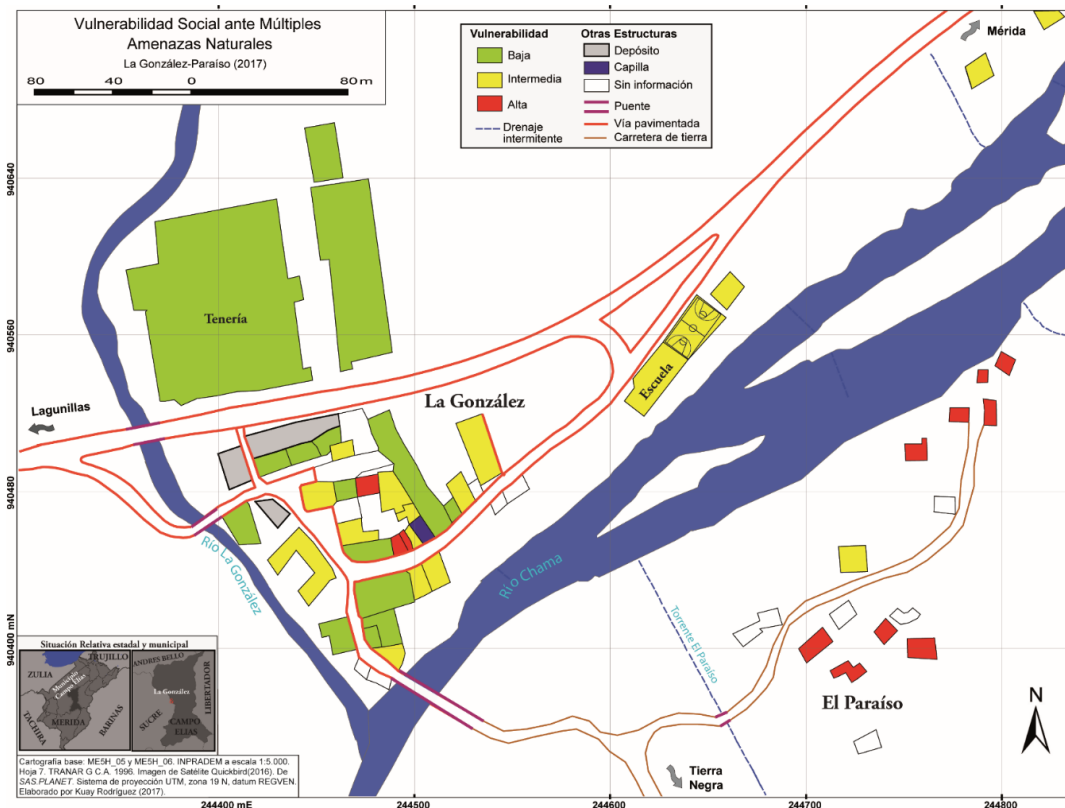 Vulnerabilidad Social ante Múltiples
Amenazas Naturales
La González-Paraíso (2017)
80 40 0 80 m
Vulnerabilidad
Baja
Intermedia
Alta
Drenaje
intermitente
Otras Estructuras
Depósito
Capilla
Sin información
Puente
Vía pavimentada
Carretera de tierra
Mérida
940640
Tenería
940560
Escuela
La González
Lagunillas
940480
Río La González
Río Chama
Torrente El Paraíso
940400 mN
El Paraíso
N
Tierra
Negra
Situación Relativa estadal y municipal
ZULIA
TRUJILLO
Municipio
Campo Elías
MERIDA
TACHIRA
BARINAS
ANDRES BELLO
La González
LIBERTADOR
SUCRE
CAMPO
ELIAS
Cartografía base: ME5H_05 y ME5H_06. INPRADEM a escala 1:5.000.
Hoja 7. TRANAR G C.A. 1996. Imagen de Satélite Quickbird(2016). De
SAS.PLANET. Sistema de proyección UTM, zona 19 N, datum REGVEN.
Elaborado por Kuay Rodríguez (2017).
244400 mE
244500
244600
244700
244800